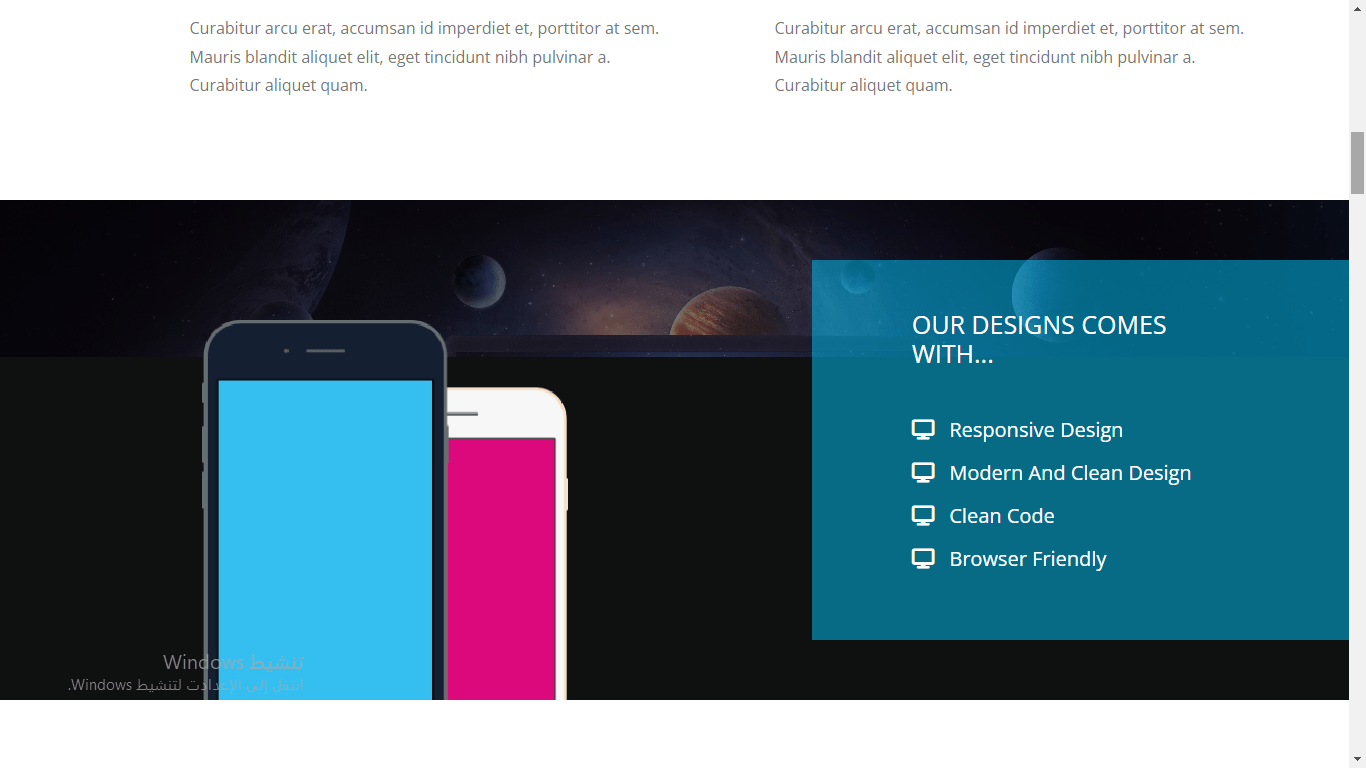 Curabitur arcu erat, accumsan id imperdiet et, porttitor at sem.
Mauris blandit aliquet elit, eget tincidunt nibh pulvinar a.
Curabitur aliquet quam.
Curabitur arcu erat, accumsan id imperdiet et, porttitor at sem.
Mauris blandit aliquet elit, eget tincidunt nibh pulvinar a.
Curabitur aliquet quam.
OUR DESIGNS COMES
WITH...
Responsive Design
Modern And Clean Design
Clean Code
Browser Friendly
تنشيط Windows
انتقل إلى الإعدادات لتنشيط Windows.